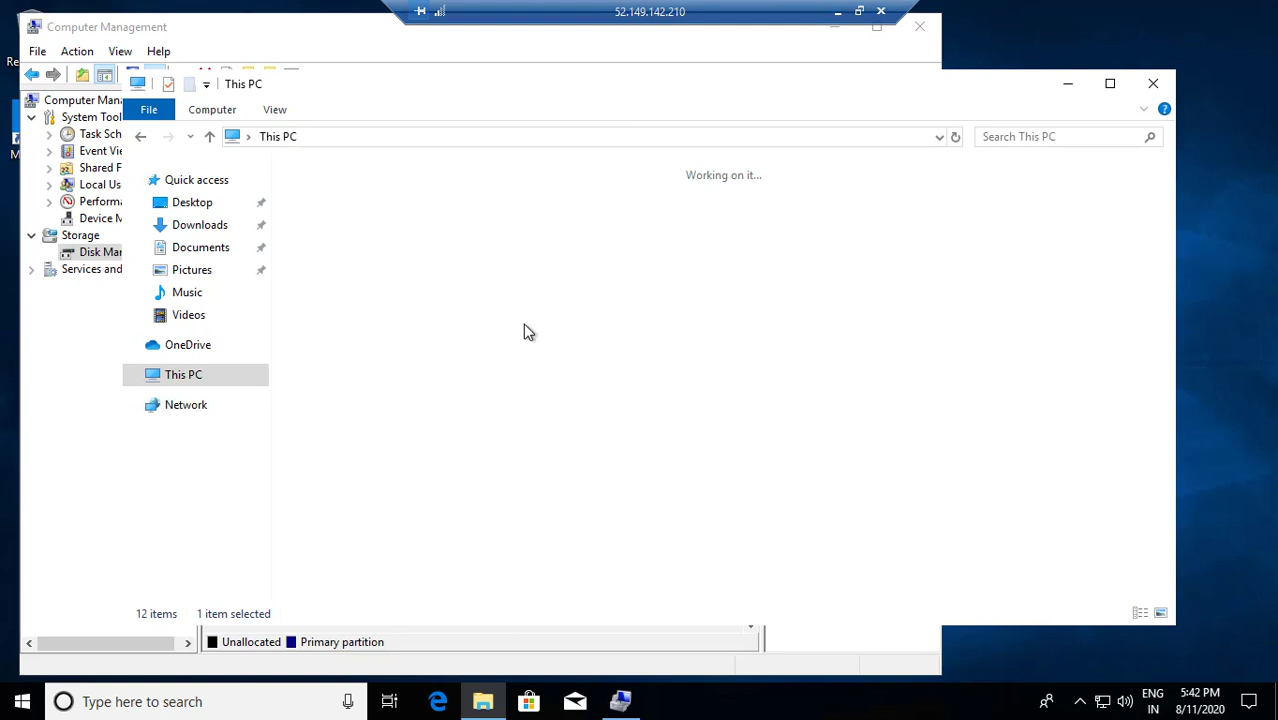 52.149.142.210
Computer Management
File Action View Help
This PC
File Computer View
This PC
Search This PC
Working on it...
Computer Mana
System Tool
Task Sch
Event Vie
Shared F
Local Us
Performa
Device M
Storage
Disk Man
Services and
Quick access
Desktop
Downloads
Documents
Pictures
Music
Videos
OneDrive
This PC
Network
12 items 1 item selected
Unallocated Primary partition
Type here to search
ENG
IN
5:42 PM
8/11/2020